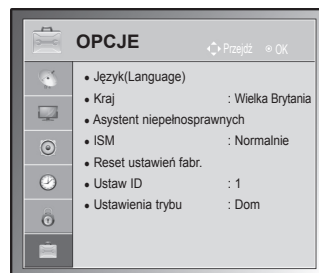 OPCJE
Przejdź OK
• Język(Language)
• Kraj : Wielka Brytania
• Asystent niepełnosprawnych
• ISM : Normalnie
• Reset ustawień fabr.
• Ustaw ID : 1
• Ustawienia trybu : Dom